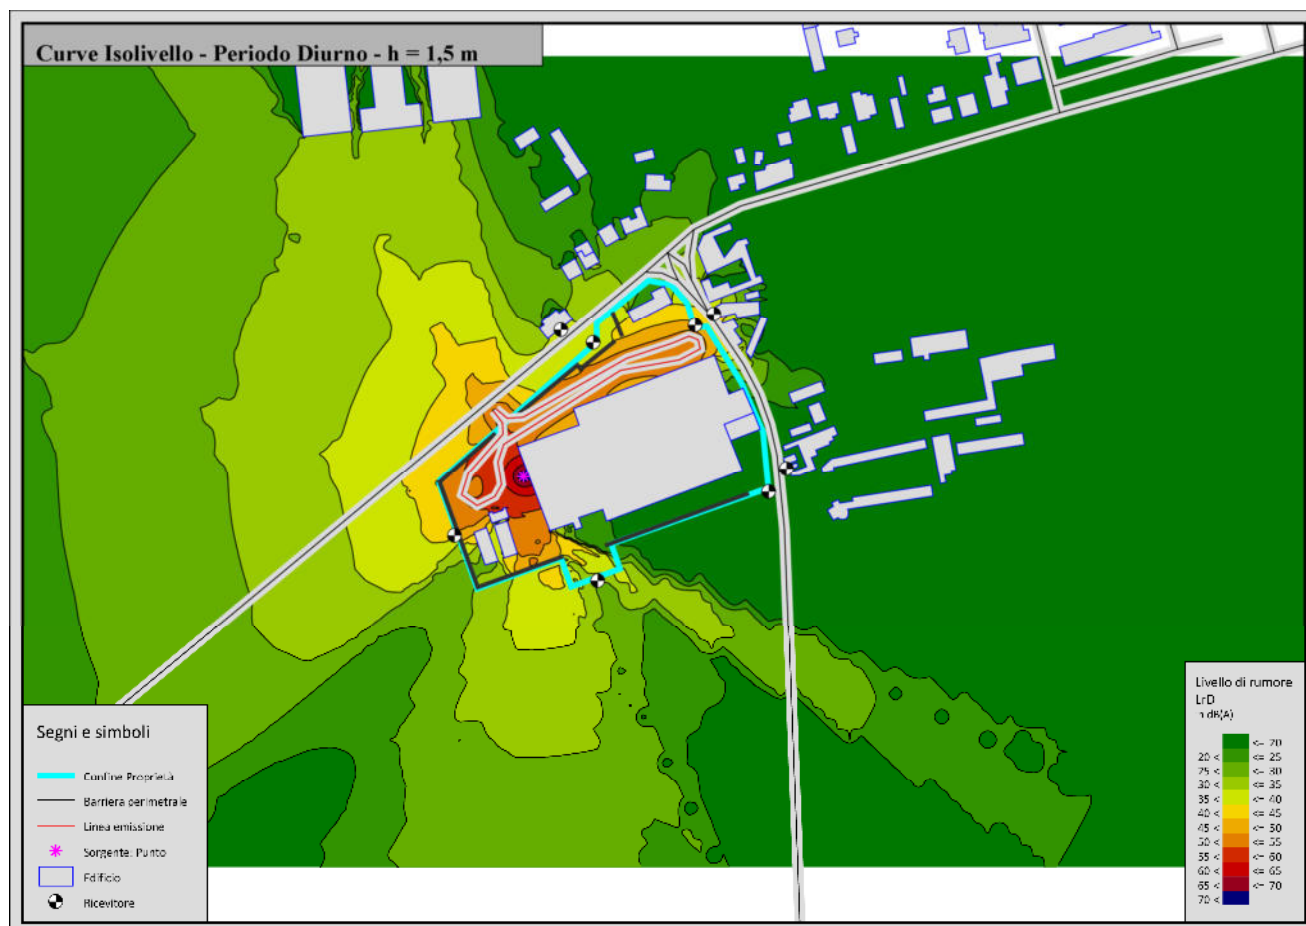 Curve Isolivello - Periodo Diurno - h = 1,5 m
Segni e simboli
Confine Proprietà
Barriera perimetrale
Linea emissione
Sorgente: Punto
Edificio
Ricevitore
Livello di rumore
LrD
in dB(A)
<= 20
20 < <= 25
25 < <= 30
30 < <= 35
35 < <= 40
40 < <= 45
45 < <= 50
50 < <= 55
55 < <= 60
60 < <= 65
65 < <= 70
70 <